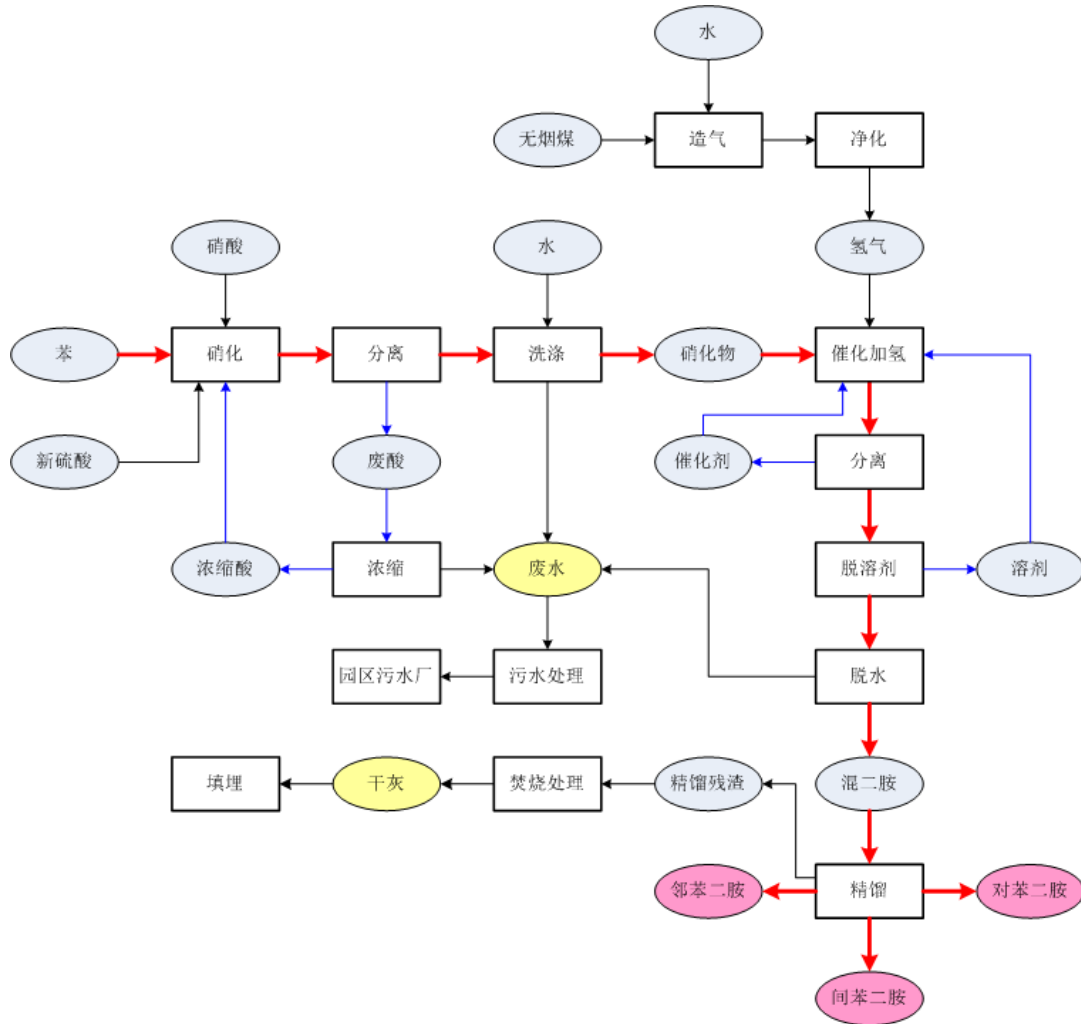 水
无烟煤
造气
净化
硝酸
水
氢气
苯
硝化
分离
洗涤
硝化物
催化加氢
新硫酸
废酸
催化剂
分离
浓缩酸
浓缩
废水
脱溶剂
溶剂
园区污水厂
污水处理
脱水
填埋
干灰
焚烧处理
精馏残渣
混二胺
邻苯二胺
精馏
对苯二胺
间苯二胺